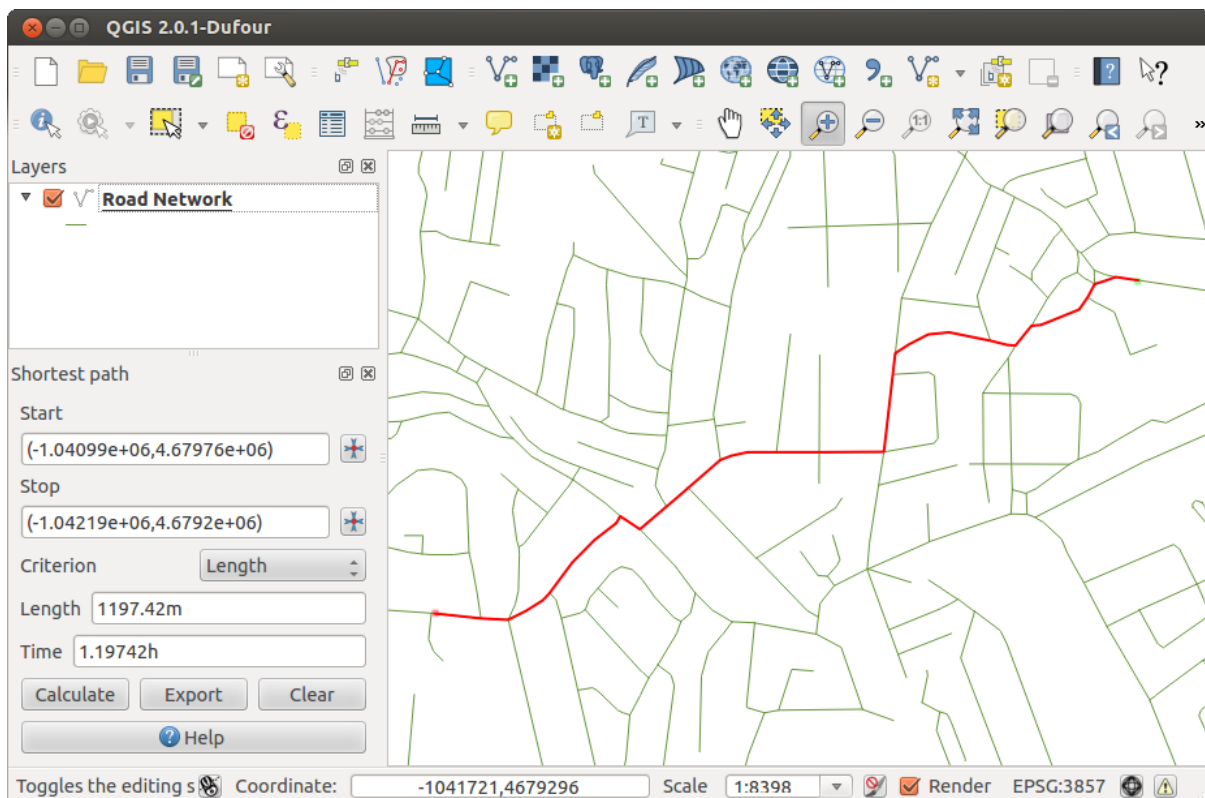 QGIS 2.0.1-Dufour
1:1
T
?
?
»
Layers
Road Network
Shortest path
Start
(-1.04099e+06,4.67976e+06)
Stop
(-1.04219e+06,4.6792e+06)
Criterion
Length
Length
1197.42m
Time
1.19742h
Calculate
Export
Clear
? Help
Toggles the editing s
Coordinate:
-1041721,4679296
Scale
1:8398
Render
EPSG:3857